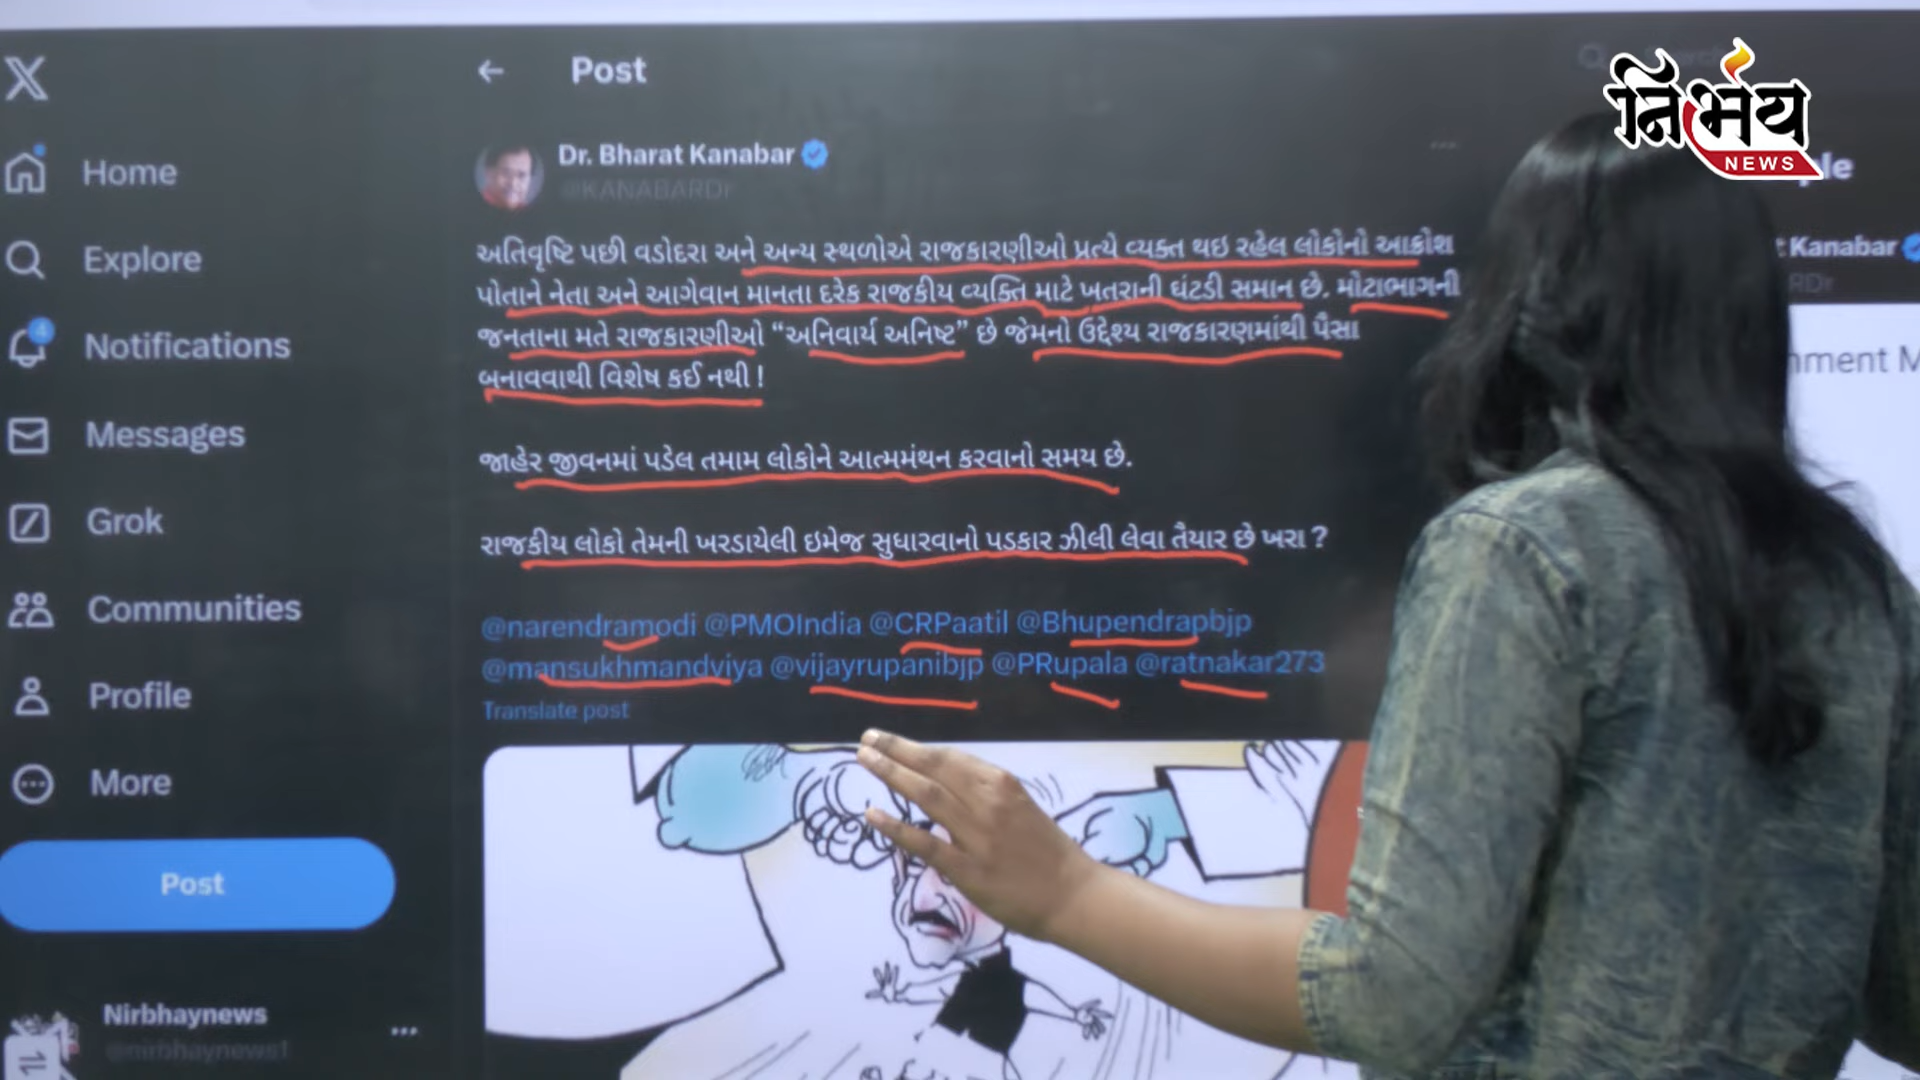 નિર્ભય
NEWS
Post
Home
Explore
4
Notifications
Messages
Grok
Communities
Profile
More
Post
Nirbhaynews
@nirbhaynews1
Dr. Bharat Kanabar
@KANABARDr
અતિવૃષ્ટિ પછી વડોદરા અને અન્ય સ્થળોએ રાજકારણીઓ પ્રત્યે વ્યક્ત થઇ રહેલ લોકોનો આક્રોશ
પોતાને નેતા અને આગેવાન માનતા દરેક રાજકીય વ્યક્તિ માટે ખતરાની ઘંટડી સમાન છે. મોટાભાગની
જનતાના મતે રાજકારણીઓ “અનિવાર્ય અનિષ્ટ” છે જેમનો ઉદ્દેશ્ય રાજકારણમાંથી પૈસા
બનાવવાથી વિશેષ કઈ નથી !
જાહેર જીવનમાં પડેલ તમામ લોકોને આત્મમંથન કરવાનો સમય છે.
રાજકીય લોકો તેમની ખરડાયેલી ઇમેજ સુધારવાનો પડકાર ઝીલી લેવા તૈયાર છે ખરા ?
@narendramodi @PMOIndia @CRPaatil @Bhupendrapbjp
@mansukhmandviya @vijayrupanibjp @PRupala @ratnakar273
Translate post
Kanabar